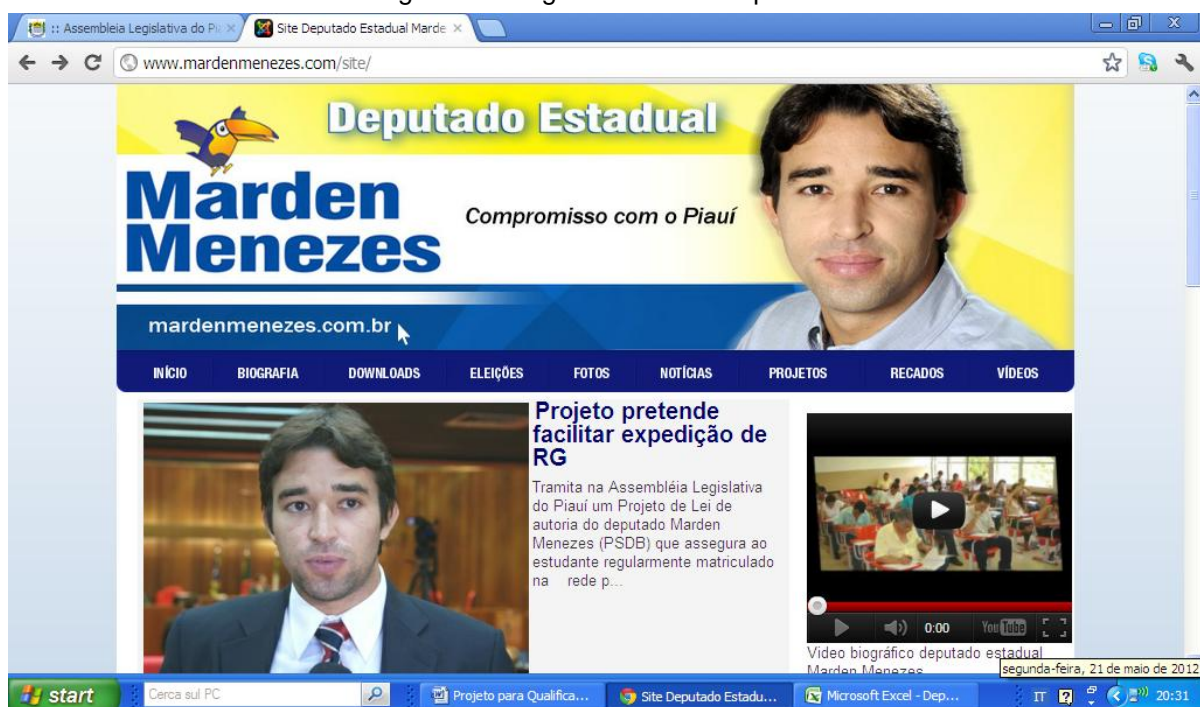 :: Assembleia Legislativa do Pi
Site Deputado Estadual Marde
www.mardenmenezes.com/site/
Deputado Estadual
Marden
Menezes
Compromisso com o Piauí
mardenmenezes.com.br
INÍCIO BIOGRAFIA DOWNLOADS ELEIÇÕES FOTOS NOTÍCIAS PROJETOS RECADOS VÍDEOS
Projeto pretende
facilitar expedição de
RG
Tramita na Assembléia Legislativa
do Piauí um Projeto de Lei de
autoria do deputado Marden
Menezes (PSDB) que assegura ao
estudante regularmente matriculado
na rede p...
0:00 YouTube
Video biográfico deputado estadual
Marden Menezes
segunda-feira, 21 de maio de 2012
start Cerca sul PC Projeto para Qualifica... Site Deputado Estadu... Microsoft Excel - Dep... IT 20:31